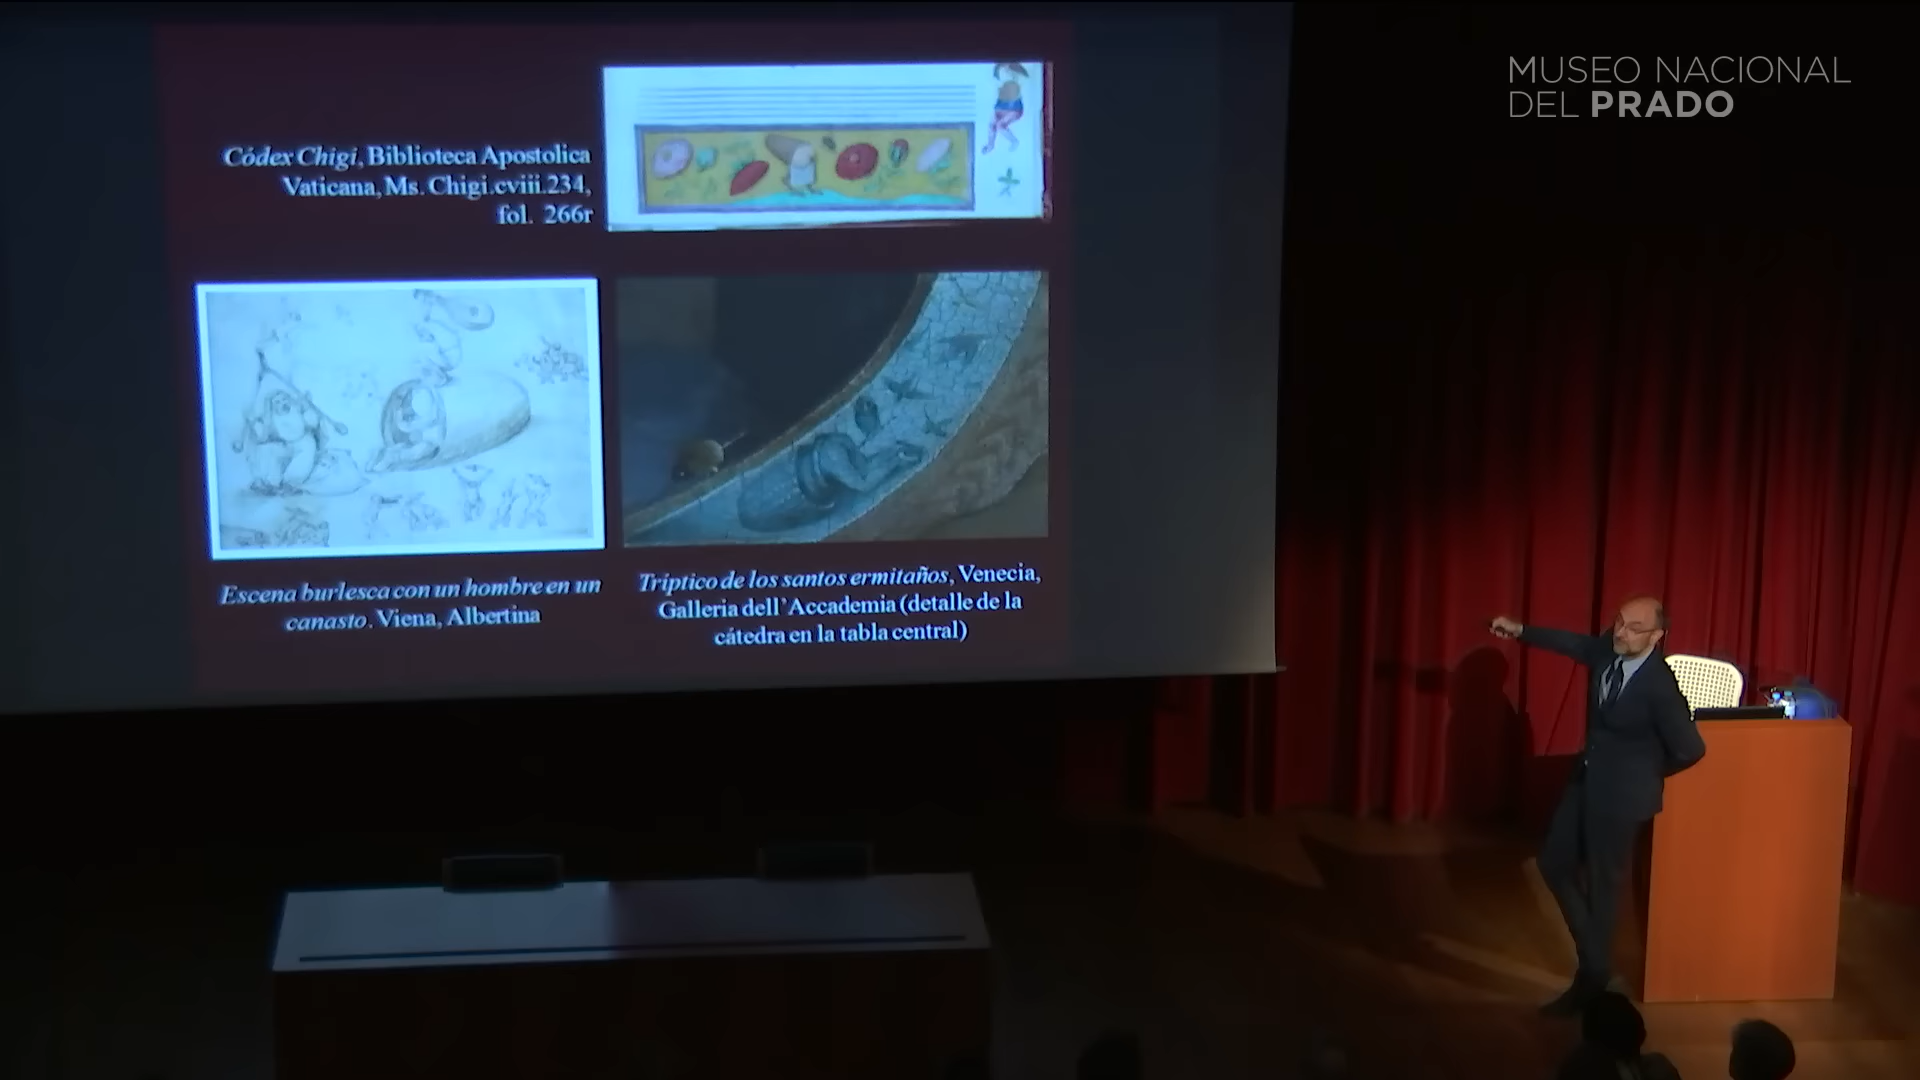 MUSEO NACIONAL
DEL PRADO
Códex Chigi, Biblioteca Apostolica
Vaticana, Ms. Chigi.cviii.234,
fol. 266r
Escena burlesca con un hombre en un
canasto. Viena, Albertina
Tríptico de los santos ermitaños, Venecia,
Galleria dell'Accademia (detalle de la
cátedra en la tabla central)